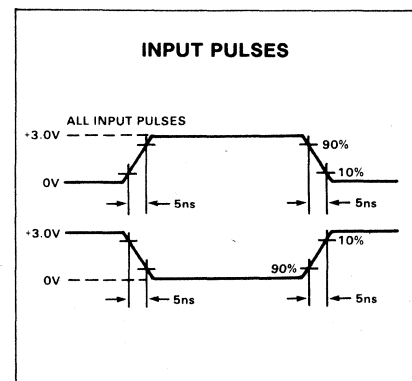 INPUT PULSES
ALL INPUT PULSES
+3.0V
90%
10%
0V
5ns
5ns
+3.0V
10%
90%
0V
5ns
5ns